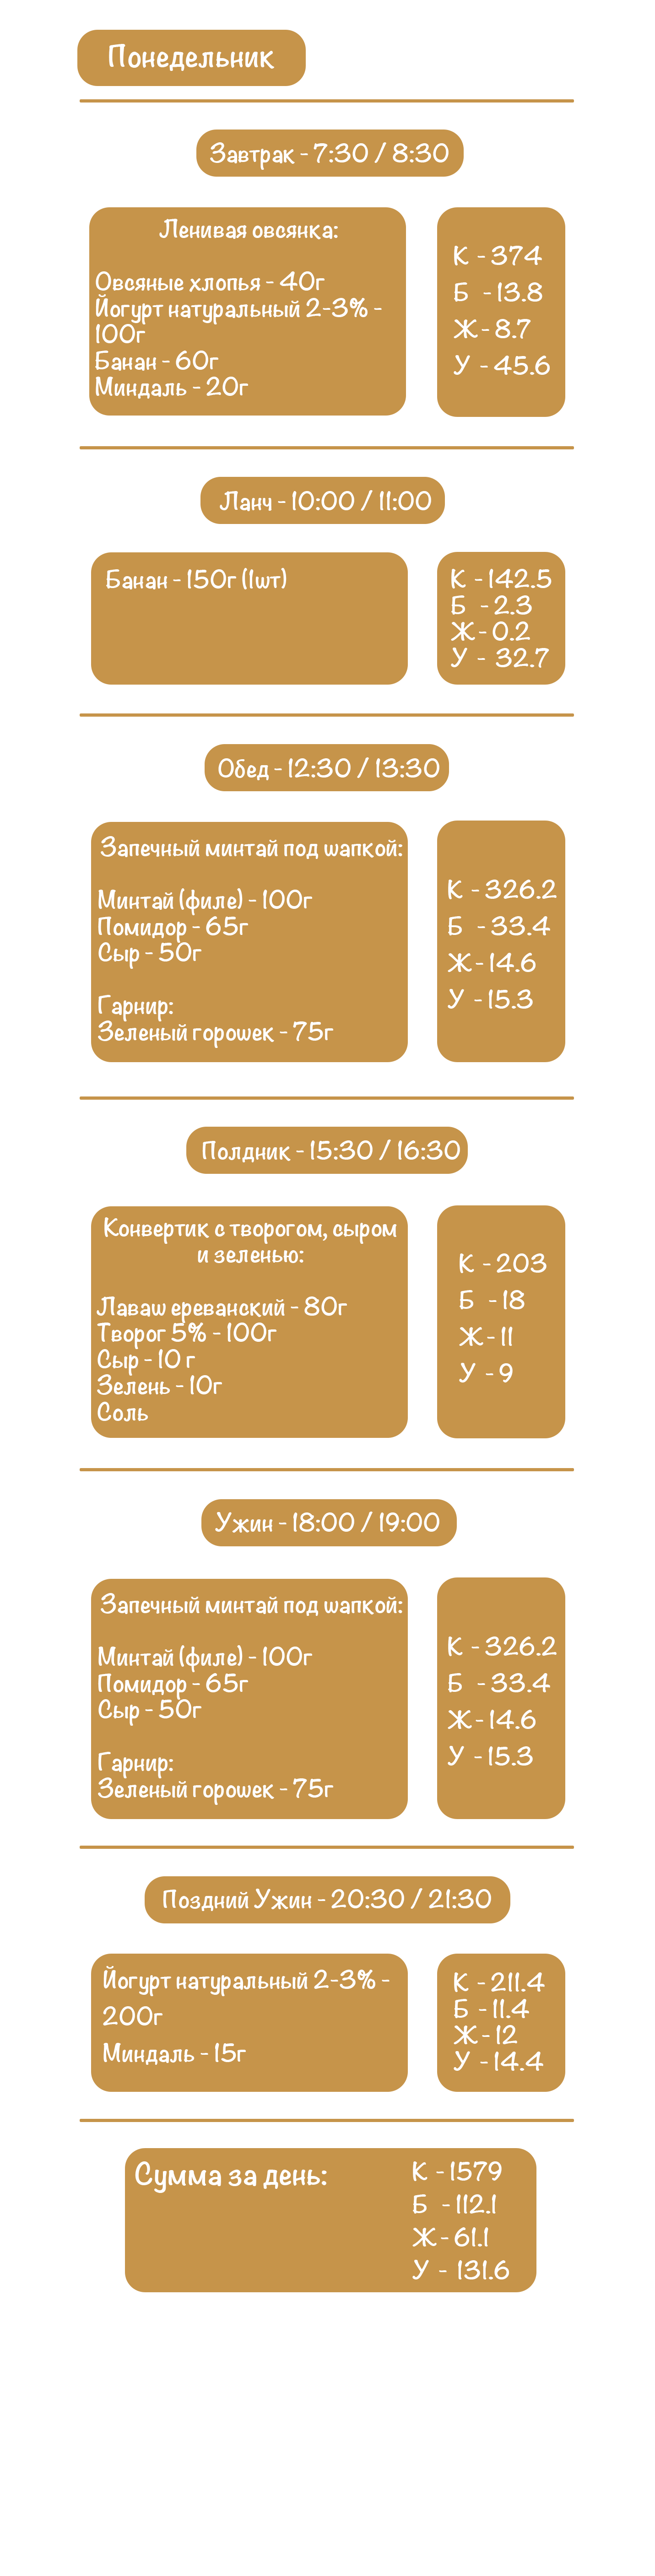 Понедельник
Завтрак - 7:30 / 8:30
Ленивая овсянка:
Овсяные хлопья - 40г
Йогурт натуральный 2-3% -
100г
Банан - 60г
Миндаль - 20г
К - 374
Б - 13.8
Ж - 8.7
У - 45.6
Ланч - 10:00 / 11:00
Банан - 150г (1шт)
К - 142.5
Б - 2.3
Ж - 0.2
У - 32.7
Обед - 12:30 / 13:30
Запечный минтай под шапкой:
Минтай (филе) - 100г
Помидор - 65г
Сыр - 50г
Гарнир:
Зеленый горошек - 75г
К - 326.2
Б - 33.4
Ж - 14.6
У - 15.3
Полдник - 15:30 / 16:30
Конвертик с творогом, сыром
и зеленью:
Лаваш ереванский - 80г
Творог 5% - 100г
Сыр - 10 г
Зелень - 10г
Соль
К - 203
Б - 18
Ж - 11
У - 9
Ужин - 18:00 / 19:00
Запечный минтай под шапкой:
Минтай (филе) - 100г
Помидор - 65г
Сыр - 50г
Гарнир:
Зеленый горошек - 75г
К - 326.2
Б - 33.4
Ж - 14.6
У - 15.3
Поздний Ужин - 20:30 / 21:30
Йогурт натуральный 2-3% -
200г
Миндаль - 15г
К - 211.4
Б - 11.4
Ж - 12
У - 14.4
Сумма за день:
К - 1579
Б - 112.1
Ж - 61.1
У - 131.6